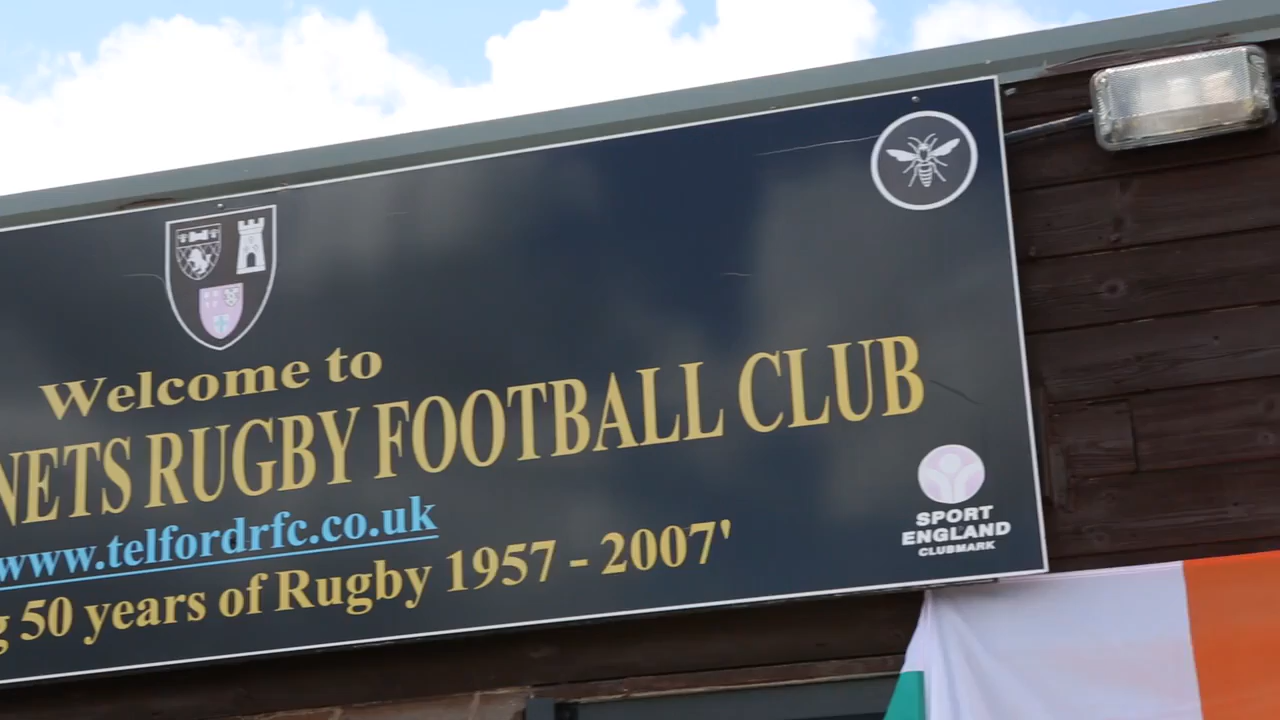 Welcome to
NETS RUGBY FOOTBALL CLUB
www.telfordrfc.co.uk
g 50 years of Rugby 1957 - 2007'
SPORT
ENGLAND
CLUBMARK